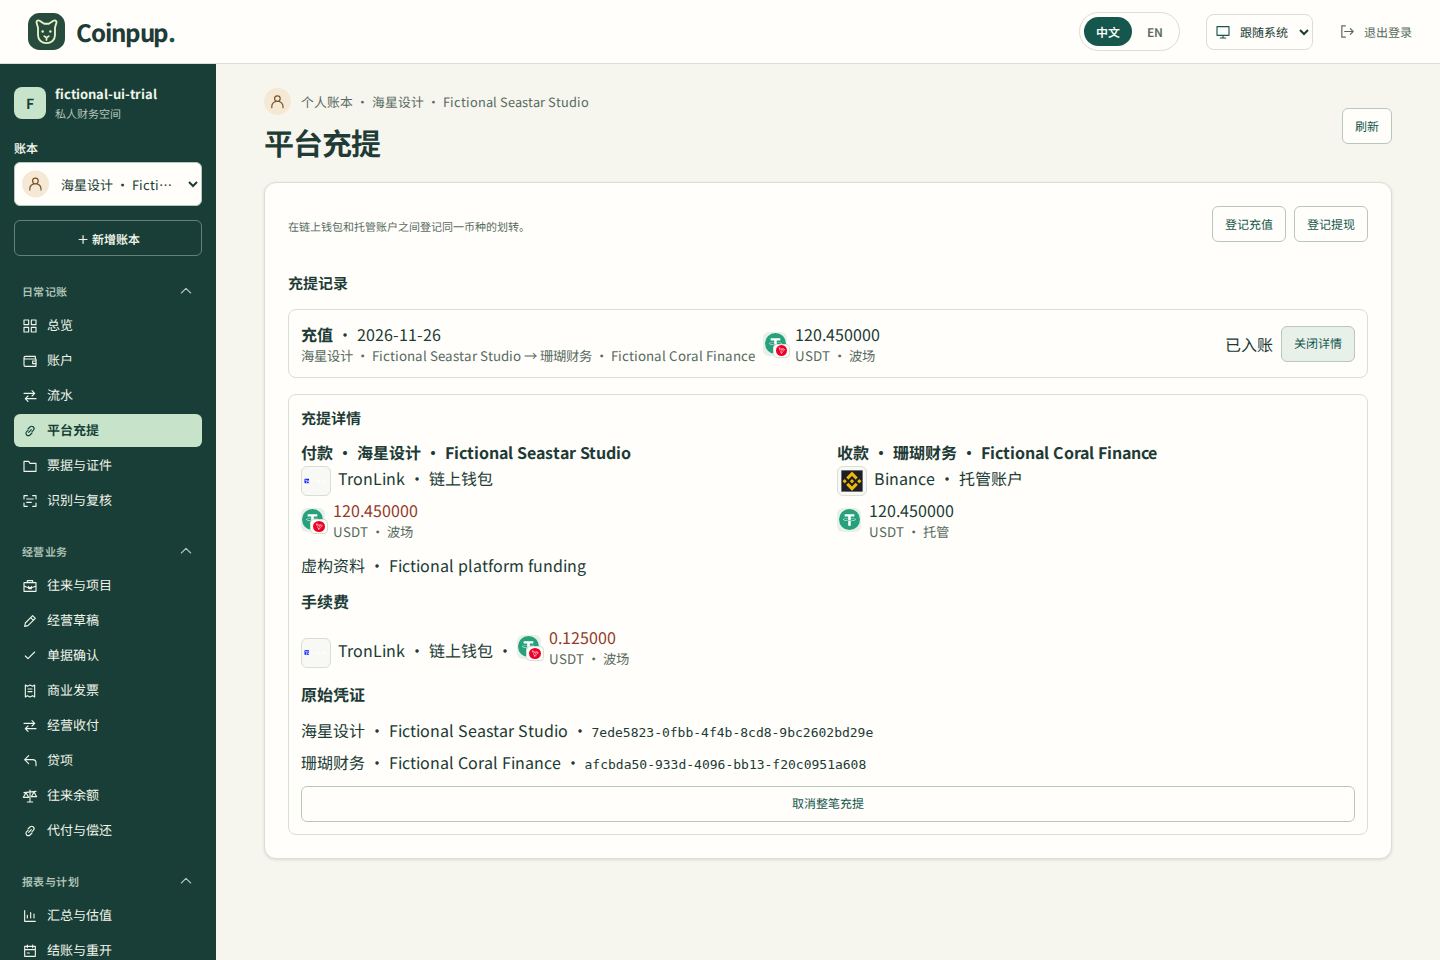 Coinpup.
中文
EN
跟随系统
退出登录
F
fictional-ui-trial
私人财务空间
账本
海星设计 • Ficti…
+ 新增账本
日常记账
总览
账户
流水
平台充提
票据与证件
识别与复核
经营业务
往来与项目
经营草稿
单据确认
商业发票
经营收付
贷项
往来余额
代付与偿还
报表与计划
汇总与估值
结账与重开
个人账本 • 海星设计 • Fictional Seastar Studio
平台充提
刷新
在链上钱包和托管账户之间登记同一币种的划转。
登记充值
登记提现
充提记录
充值 • 2026-11-26
海星设计 • Fictional Seastar Studio → 珊瑚财务 • Fictional Coral Finance
120.450000
USDT • 波场
已入账
关闭详情
充提详情
付款 • 海星设计 • Fictional Seastar Studio
TronLink • 链上钱包
120.450000
USDT • 波场
收款 • 珊瑚财务 • Fictional Coral Finance
Binance • 托管账户
120.450000
USDT • 托管
虚构资料 • Fictional platform funding
手续费
TronLink • 链上钱包 • 0.125000
USDT • 波场
原始凭证
海星设计 • Fictional Seastar Studio • 7ede5823-0fbb-4f4b-8cd8-9bc2602bd29e
珊瑚财务 • Fictional Coral Finance • afcbda50-933d-4096-bb13-f20c0951a608
取消整笔充提